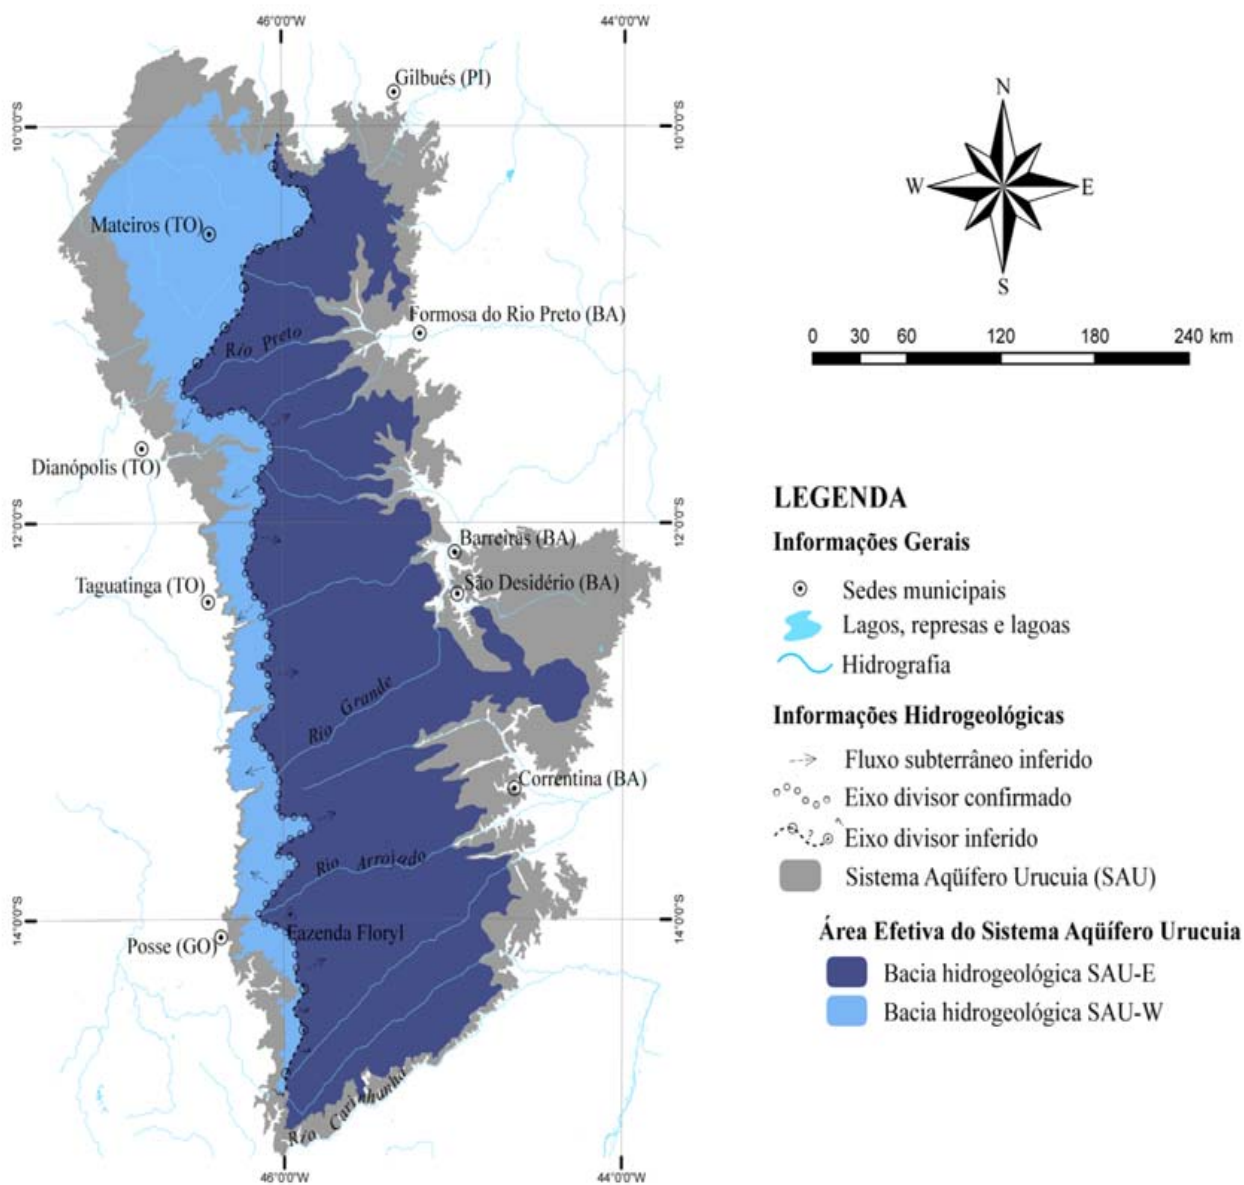 46°0'0"W
44°0'0"W
Gilbués (PI)
10°0'0"S
10°0'0"S
Mateiros (TO)
Formosa do Rio Preto (BA)
Río Preto
Dianópolis (TO)
12°0'0"S
12°0'0"S
Barreiras (BA)
São Desidério (BA)
Taguatinga (TO)
Río Grande
Correntina (BA)
Río Arrojado
14°0'0"S
14°0'0"S
Fazenda Floryl
Posse (GO)
Río Carinhanha
46°0'0"W
44°0'0"W
N
W
E
S
0 30 60 120 180 240 km
LEGENDA
Informações Gerais
Sedes municipais
Lagos, represas e lagoas
Hidrografia
Informações Hidrogeológicas
Fluxo subterrâneo inferido
Eixo divisor confirmado
Eixo divisor inferido
Sistema Aqüífero Urucuia (SAU)
Área Efetiva do Sistema Aqüífero Urucuia
Bacia hidrogeológica SAU-E
Bacia hidrogeológica SAU-W